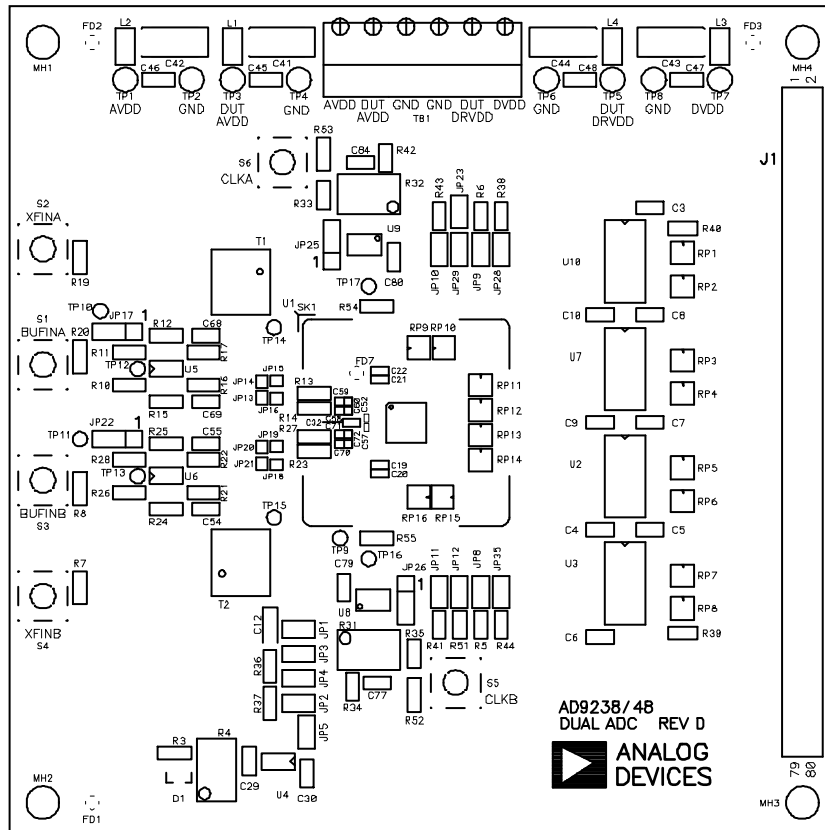 L2
FD2
L1
L4
FD3
L3
C46
C42
C45
C41
C44
C48
C43
C47
MH1
MH4
TP1
AVDD
TP2
GND
TP3
DUT
AVDD
TP4
GND
AVDD
DUT
AVDD
GND
GND
DUT
DRVDD
DVDD
TB1
TP6
GND
TP5
DUT
DRVDD
TP8
GND
TP7
DVDD
1
2
J1
R53
S6
CLKA
C84
R42
R32
R33
R43
JP23
R6
R38
C3
R40
S2
XFINA
R19
T1
JP25
1
U9
C80
JP10
JP29
JP9
JP28
U10
RP1
RP2
TP17
R54
TP10
JP17
1
U1
SK1
TP14
C10
C8
S1
BUFINA
R20
R12
C68
R11
R17
TP12
U5
R10
R16
R15
C69
RP9
RP10
FD7
C22
C21
JP15
JP14
JP13
JP16
R13
C59
C60
R14
C32
C52
C57
R27
C72
C70
R23
RP11
RP12
RP13
RP14
U7
RP3
RP4
C9
C7
JP22
1
TP11
R25
C55
R28
R22
TP13
U6
R26
R21
R24
C54
JP19
JP20
JP21
JP18
C19
C20
U2
RP5
RP6
BUFINB
S3
R8
TP15
RP16
RP15
C4
C5
TP9
R55
TP16
R7
XFINB
S4
T2
C79
JP26
1
JP11
JP12
JP8
JP35
U3
RP7
RP8
U8
R31
C12
JP1
R41
R51
R5
R44
C6
R39
R35
JP3
R36
JP4
R37
JP2
R34
C77
R52
S5
CLKB
JP5
R3
R4
C29
U4
C30
D1
MH2
FD1
AD9238/48
DUAL ADC REV D
ANALOG
DEVICES
79
80
MH3